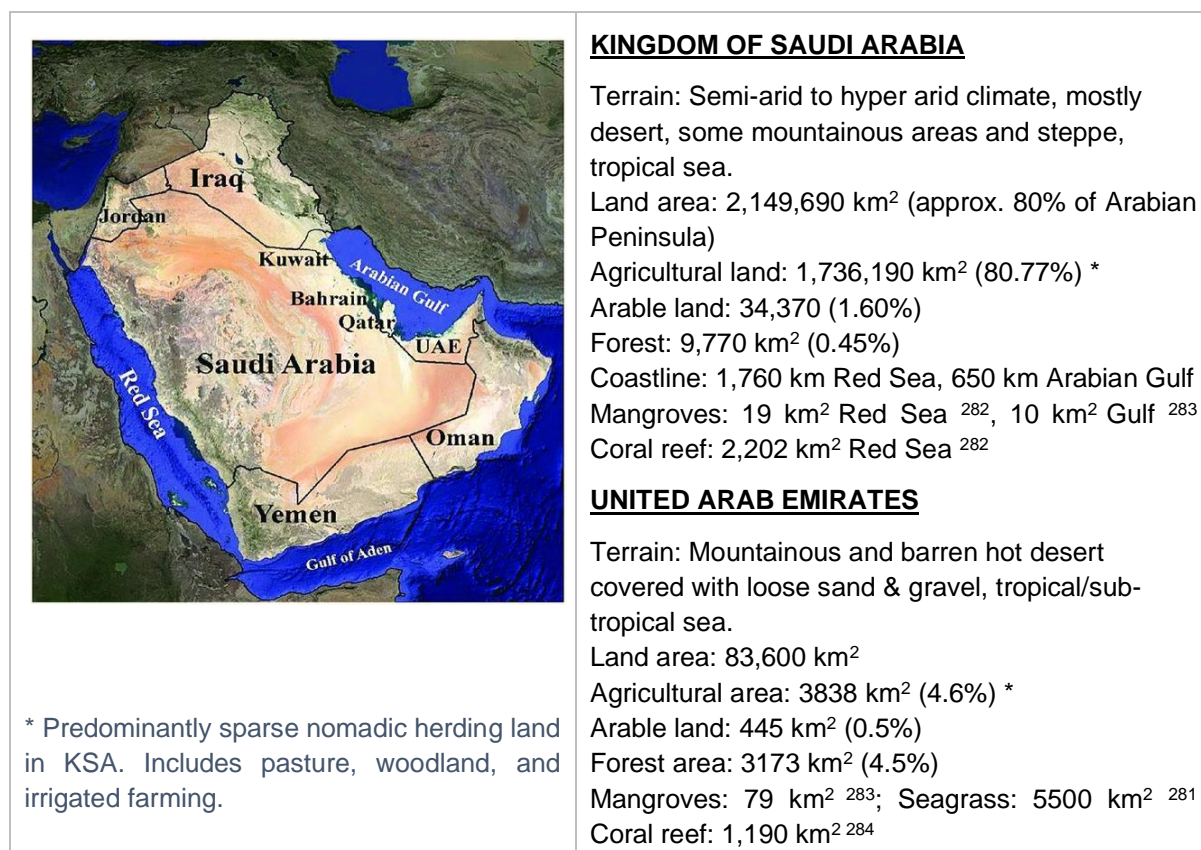 Iraq
Jordan
Kuwait
Arabian Gulf
Bahrain
Qatar
UAE
Saudi Arabia
Red Sea
Oman
Yemen
Gulf of Aden
* Predominantly sparse nomadic herding land
in KSA. Includes pasture, woodland, and
irrigated farming.
KINGDOM OF SAUDI ARABIA
Terrain: Semi-arid to hyper arid climate, mostly
desert, some mountainous areas and steppe,
tropical sea.
Land area: 2,149,690 km² (approx. 80% of Arabian
Peninsula)
Agricultural land: 1,736,190 km² (80.77%) *
Arable land: 34,370 (1.60%)
Forest: 9,770 km² (0.45%)
Coastline: 1,760 km Red Sea, 650 km Arabian Gulf
Mangroves: 19 km² Red Sea ²⁸², 10 km² Gulf ²⁸³
Coral reef: 2,202 km² Red Sea ²⁸²
UNITED ARAB EMIRATES
Terrain: Mountainous and barren hot desert
covered with loose sand & gravel, tropical/sub-
tropical sea.
Land area: 83,600 km²
Agricultural area: 3838 km² (4.6%) *
Arable land: 445 km² (0.5%)
Forest area: 3173 km² (4.5%)
Mangroves: 79 km² ²⁸³; Seagrass: 5500 km² ²⁸¹
Coral reef: 1,190 km² ²⁸⁴